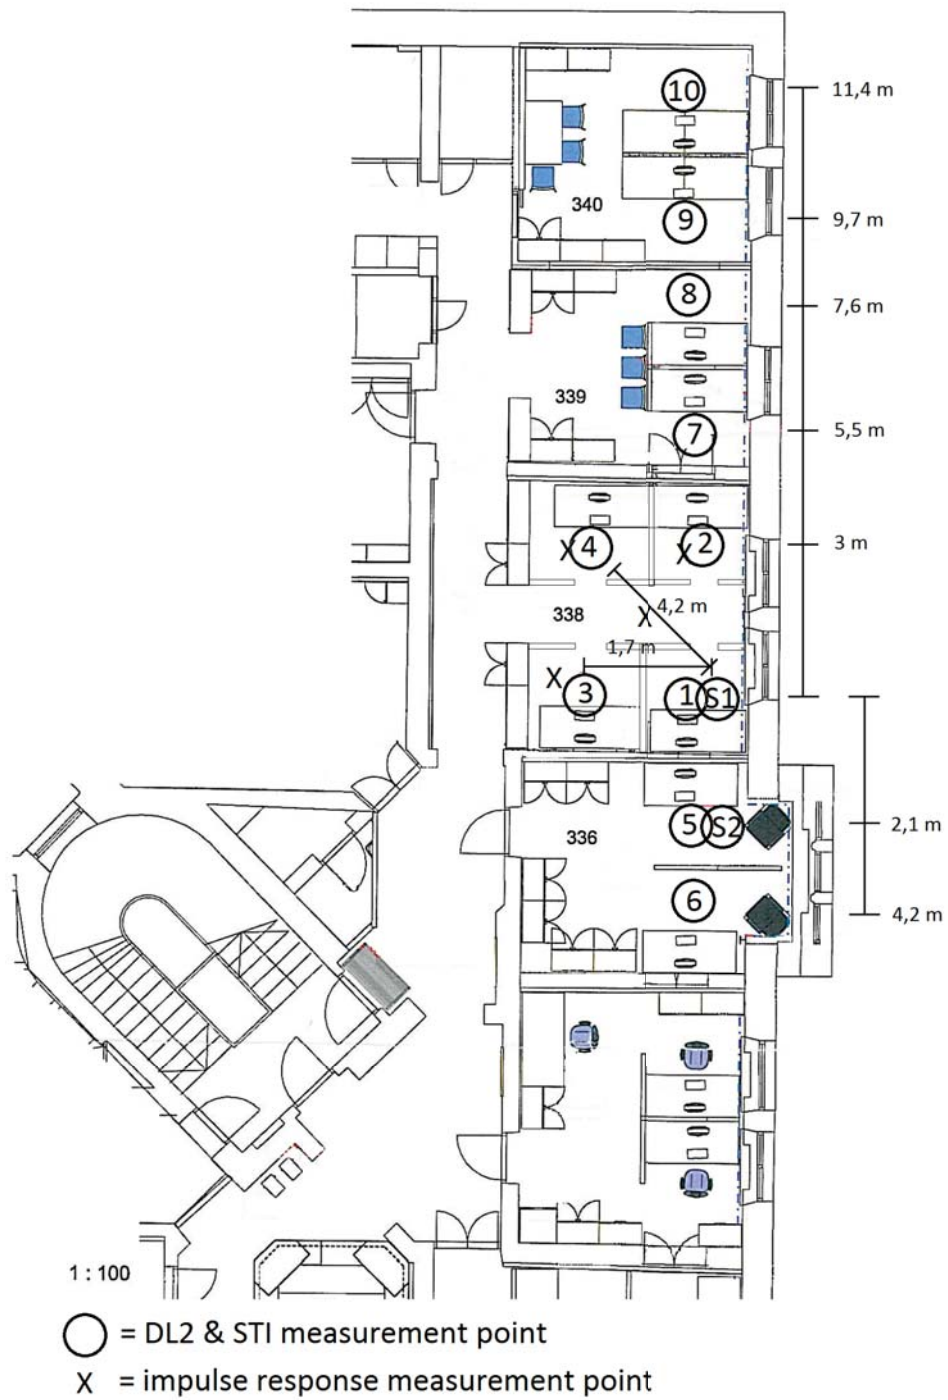 10
11,4 m
340
9
9,7 m
8
7,6 m
339
7
5,5 m
X 4
X 2
3 m
338
X
4,2 m
1,7 m
X
3
1 S1
336
5 S2
2,1 m
6
4,2 m
1 : 100
= DL2 & STI measurement point
X = impulse response measurement point